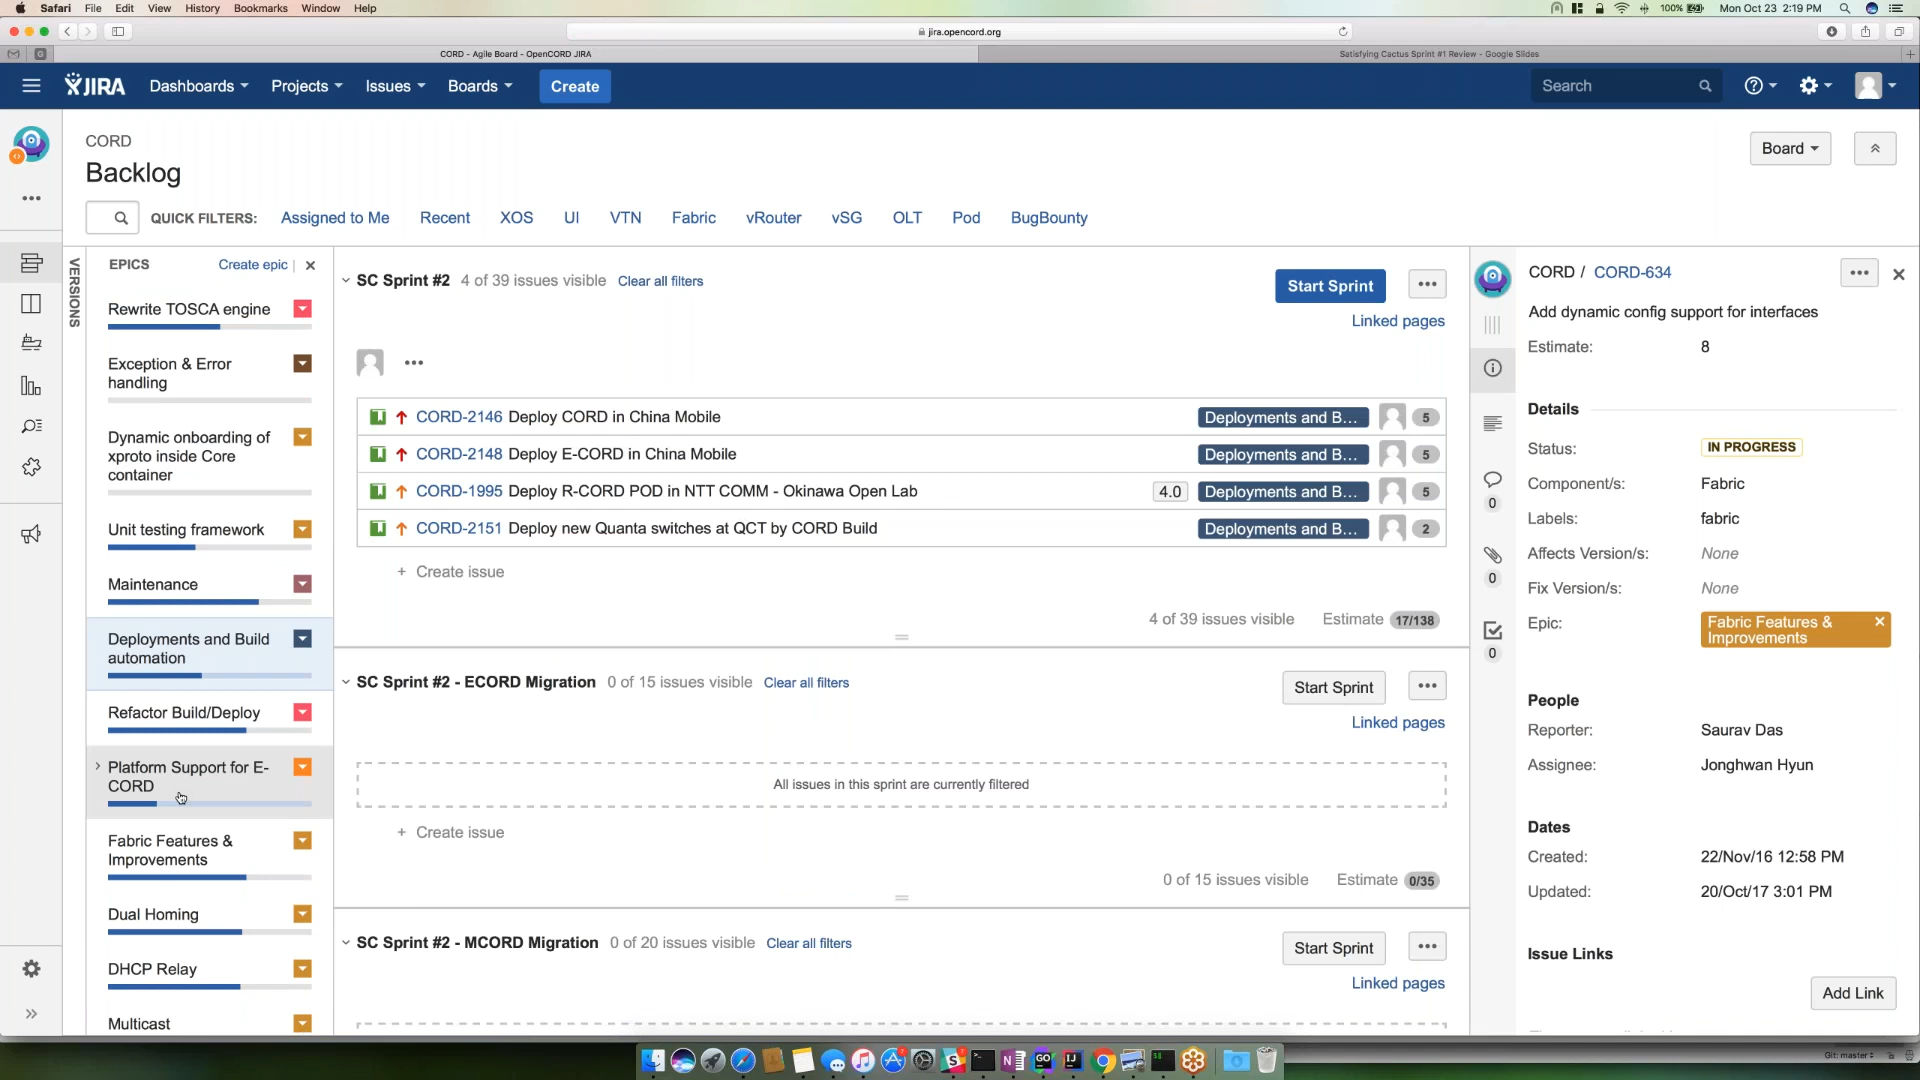 Safari File Edit View History Bookmarks Window Help
100% Mon Oct 23 2:19 PM
jira.opencord.org
CORD - Agile Board - OpenCORD JIRA
Satisfying Cactus Sprint #1 Review - Google Slides
JIRA Dashboards Projects Issues Boards Create Search
CORD
Backlog
Board
QUICK FILTERS: Assigned to Me Recent XOS UI VTN Fabric vRouter vSG OLT Pod BugBounty
VERSIONS
EPICS Create epic
Rewrite TOSCA engine
Exception & Error
handling
Dynamic onboarding of
xproto inside Core
container
Unit testing framework
Maintenance
Deployments and Build
automation
Refactor Build/Deploy
Platform Support for E-
CORD
Fabric Features &
Improvements
Dual Homing
DHCP Relay
Multicast
SC Sprint #2 4 of 39 issues visible Clear all filters
Start Sprint
Linked pages
CORD-2146 Deploy CORD in China Mobile Deployments and B... 5
CORD-2148 Deploy E-CORD in China Mobile Deployments and B... 5
CORD-1995 Deploy R-CORD POD in NTT COMM - Okinawa Open Lab 4.0 Deployments and B... 5
CORD-2151 Deploy new Quanta switches at QCT by CORD Build Deployments and B... 2
+ Create issue
4 of 39 issues visible Estimate 17/138
SC Sprint #2 - ECORD Migration 0 of 15 issues visible Clear all filters
Start Sprint
Linked pages
All issues in this sprint are currently filtered
+ Create issue
0 of 15 issues visible Estimate 0/35
SC Sprint #2 - MCORD Migration 0 of 20 issues visible Clear all filters
Start Sprint
Linked pages
0
0
0
CORD / CORD-634
Add dynamic config support for interfaces
Estimate: 8
Details
Status: IN PROGRESS
Component/s: Fabric
Labels: fabric
Affects Version/s: None
Fix Version/s: None
Epic: Fabric Features &
Improvements
People
Reporter: Saurav Das
Assignee: Jonghwan Hyun
Dates
Created: 22/Nov/16 12:58 PM
Updated: 20/Oct/17 3:01 PM
Issue Links
Add Link
Git: master